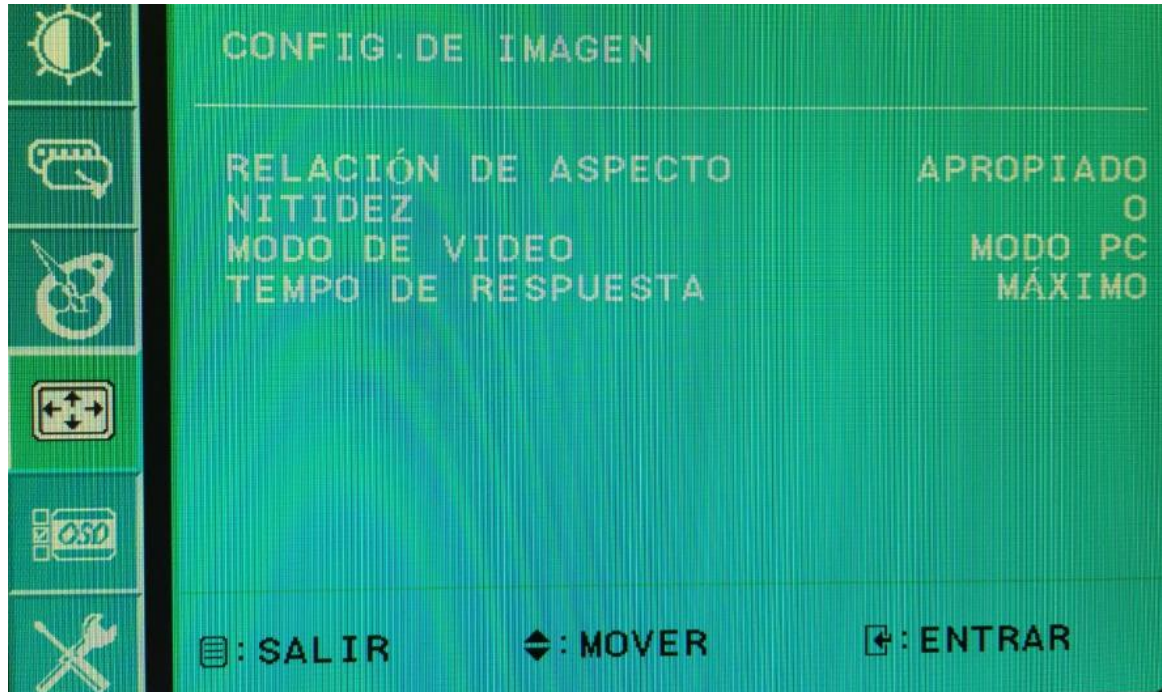 CONFIG.DE IMAGEN
RELACIÓN DE ASPECTO APROPIADO
NITIDEZ 0
MODO DE VIDEO MODO PC
TEMPO DE RESPUESTA MÁXIMO
OSD
:SALIR :MOVER :ENTRAR